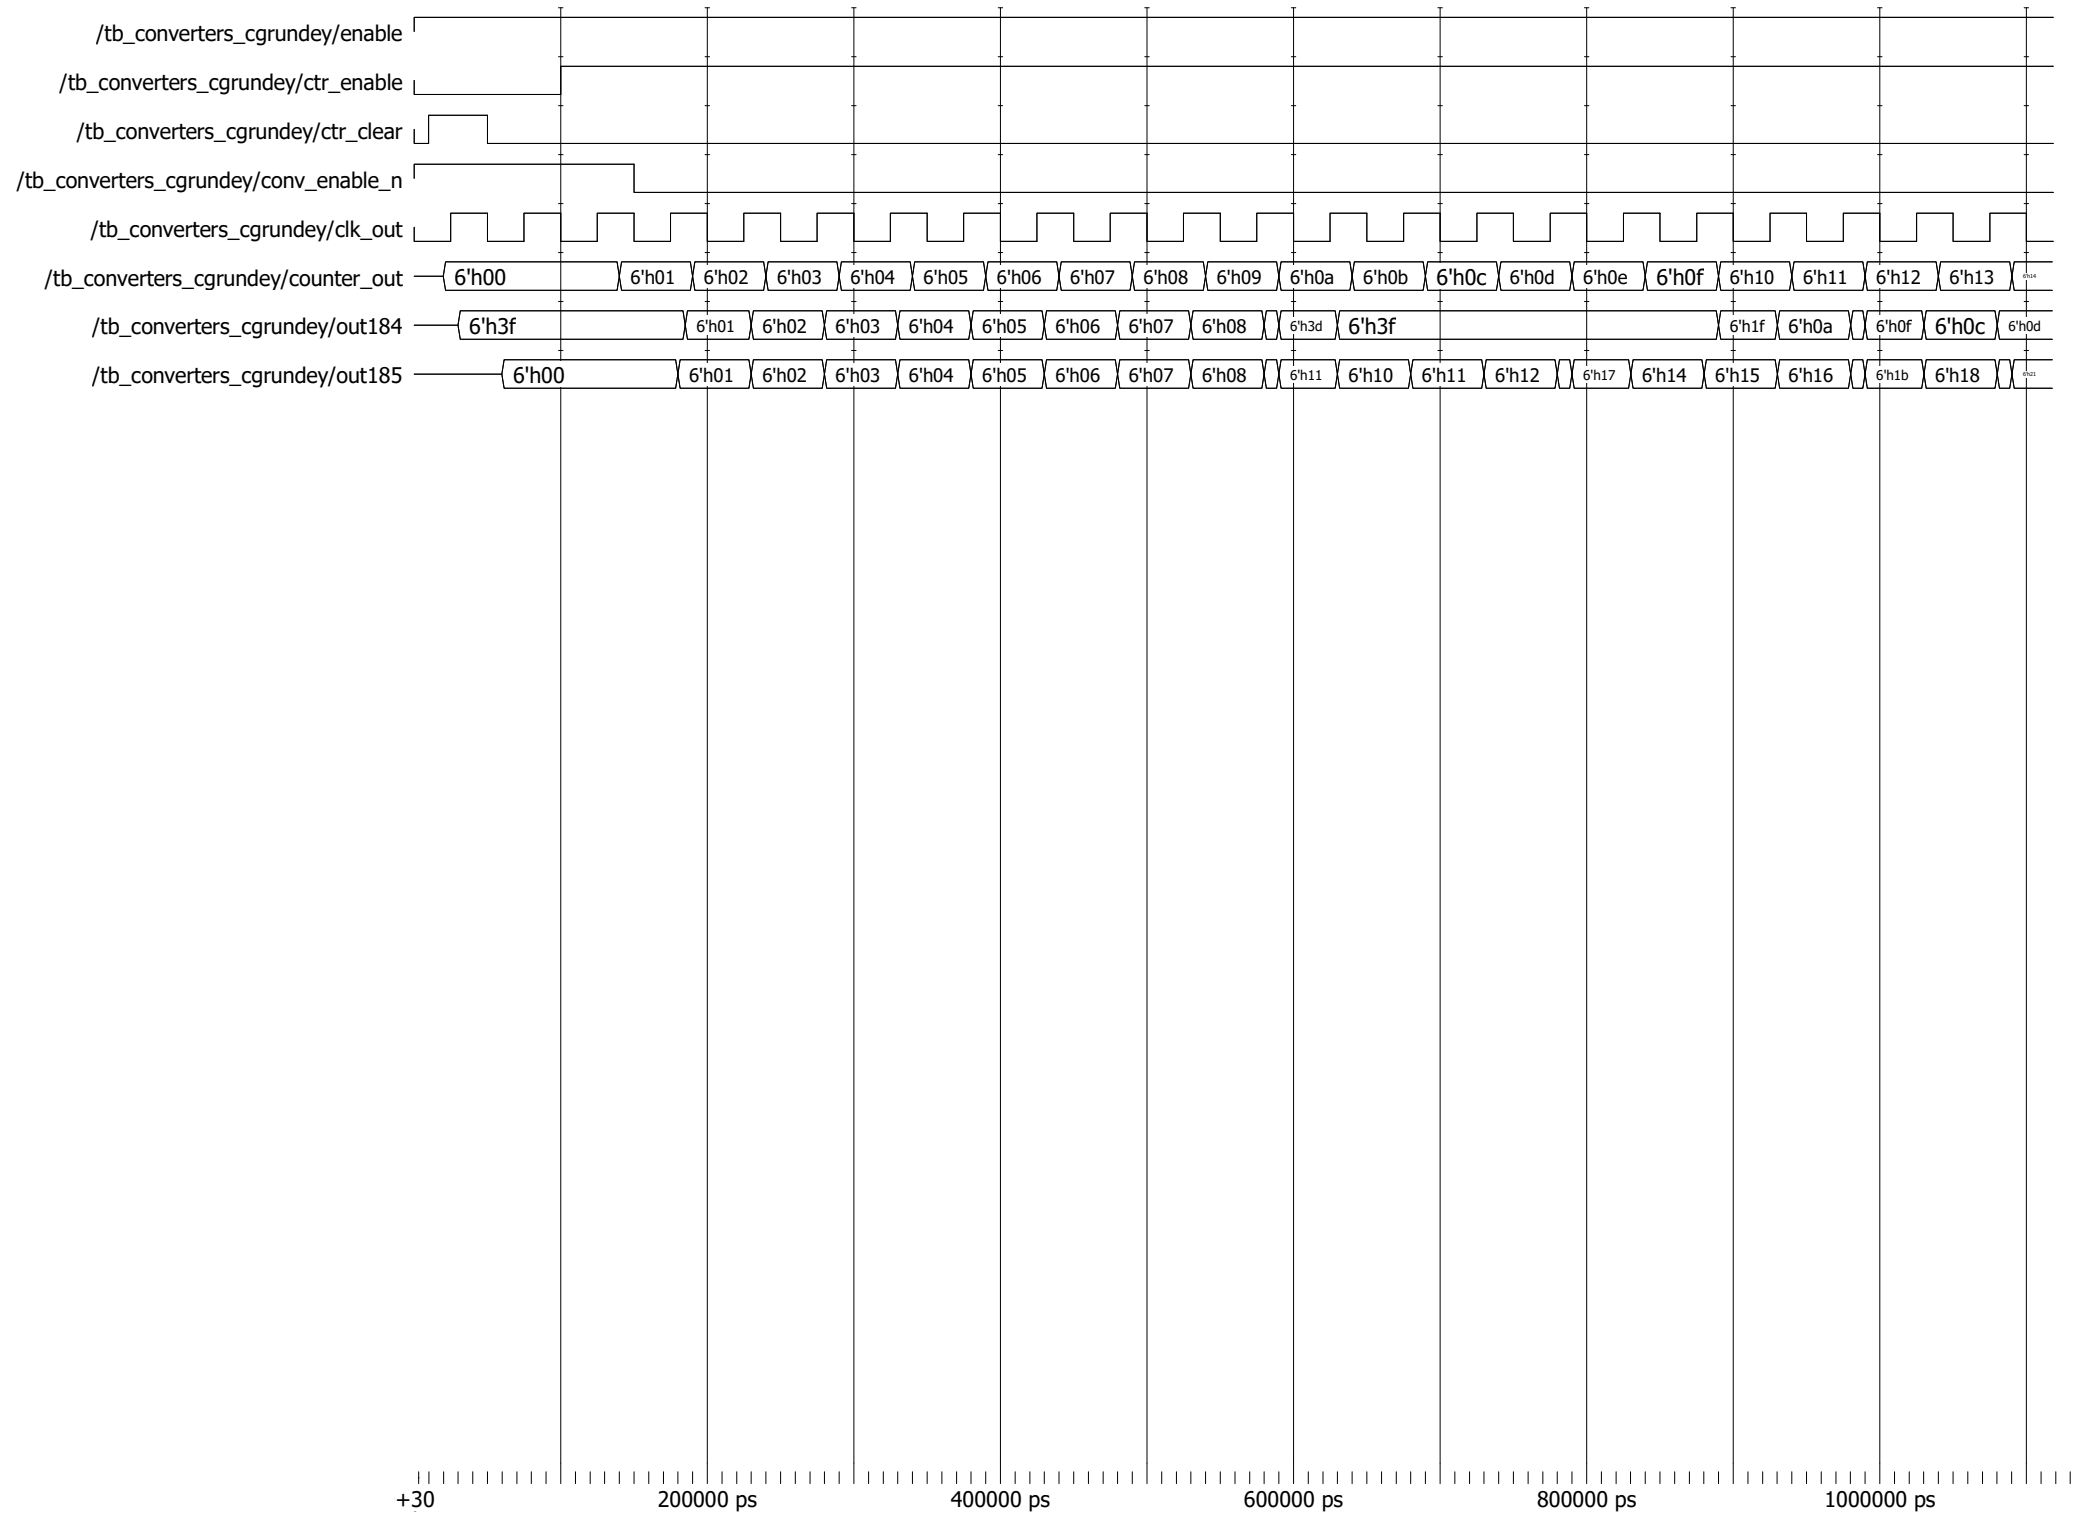 /tb_converters_cgrundey/enable
/tb_converters_cgrundey/ctr_enable
/tb_converters_cgrundey/ctr_clear
/tb_converters_cgrundey/conv_enable_n
/tb_converters_cgrundey/clk_out
/tb_converters_cgrundey/counter_out 6'h00 6'h01 6'h02 6'h03 6'h04 6'h05 6'h06 6'h07 6'h08 6'h09 6'h0a 6'h0b 6'h0c 6'h0d 6'h0e 6'h0f 6'h10 6'h11 6'h12 6'h13 6'h14
/tb_converters_cgrundey/out184 6'h3f 6'h01 6'h02 6'h03 6'h04 6'h05 6'h06 6'h07 6'h08 6'h3d 6'h3f 6'h1f 6'h0a 6'h0f 6'h0c 6'h0d
/tb_converters_cgrundey/out185 6'h00 6'h01 6'h02 6'h03 6'h04 6'h05 6'h06 6'h07 6'h08 6'h11 6'h10 6'h11 6'h12 6'h17 6'h14 6'h15 6'h16 6'h1b 6'h18 6'h21
+30 200000 ps 400000 ps 600000 ps 800000 ps 1000000 ps